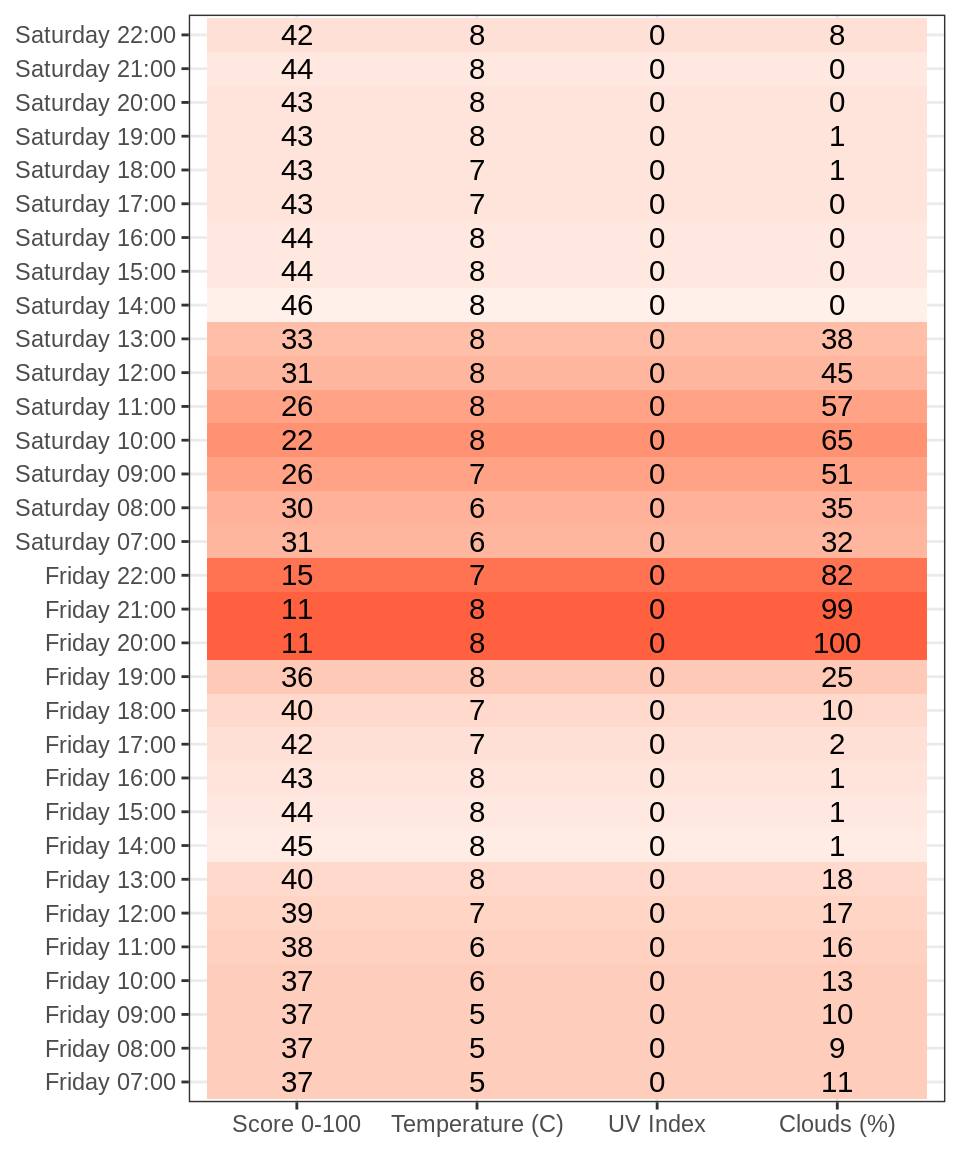 Saturday 22:00 42 8 0 8
Saturday 21:00 44 8 0 0
Saturday 20:00 43 8 0 0
Saturday 19:00 43 8 0 1
Saturday 18:00 43 7 0 1
Saturday 17:00 43 7 0 0
Saturday 16:00 44 8 0 0
Saturday 15:00 44 8 0 0
Saturday 14:00 46 8 0 0
Saturday 13:00 33 8 0 38
Saturday 12:00 31 8 0 45
Saturday 11:00 26 8 0 57
Saturday 10:00 22 8 0 65
Saturday 09:00 26 7 0 51
Saturday 08:00 30 6 0 35
Saturday 07:00 31 6 0 32
Friday 22:00 15 7 0 82
Friday 21:00 11 8 0 99
Friday 20:00 11 8 0 100
Friday 19:00 36 8 0 25
Friday 18:00 40 7 0 10
Friday 17:00 42 7 0 2
Friday 16:00 43 8 0 1
Friday 15:00 44 8 0 1
Friday 14:00 45 8 0 1
Friday 13:00 40 8 0 18
Friday 12:00 39 7 0 17
Friday 11:00 38 6 0 16
Friday 10:00 37 6 0 13
Friday 09:00 37 5 0 10
Friday 08:00 37 5 0 9
Friday 07:00 37 5 0 11
Score 0-100 Temperature (C) UV Index Clouds (%)